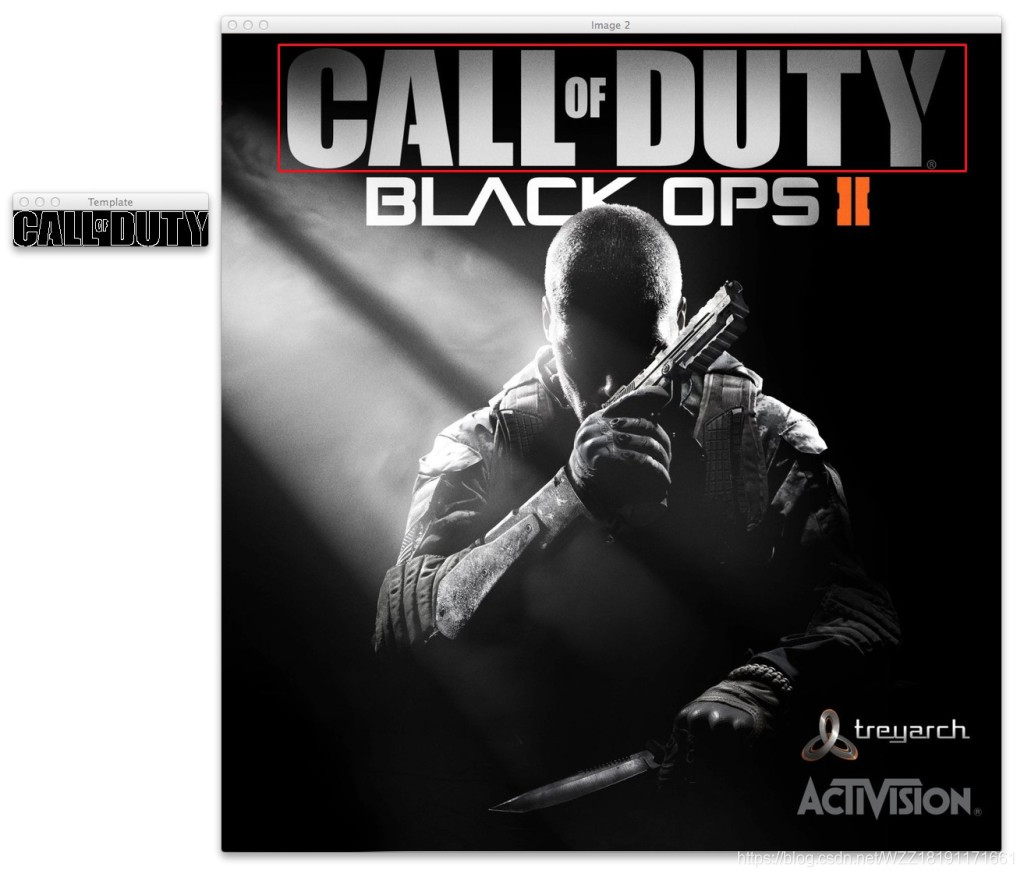 Image 2
CALL OF DUTY®
BLACK OPS II
Template
CALL OF DUTY
treyarch
ACTIVISION®
https://blog.csdn.net/WZZ18191171661